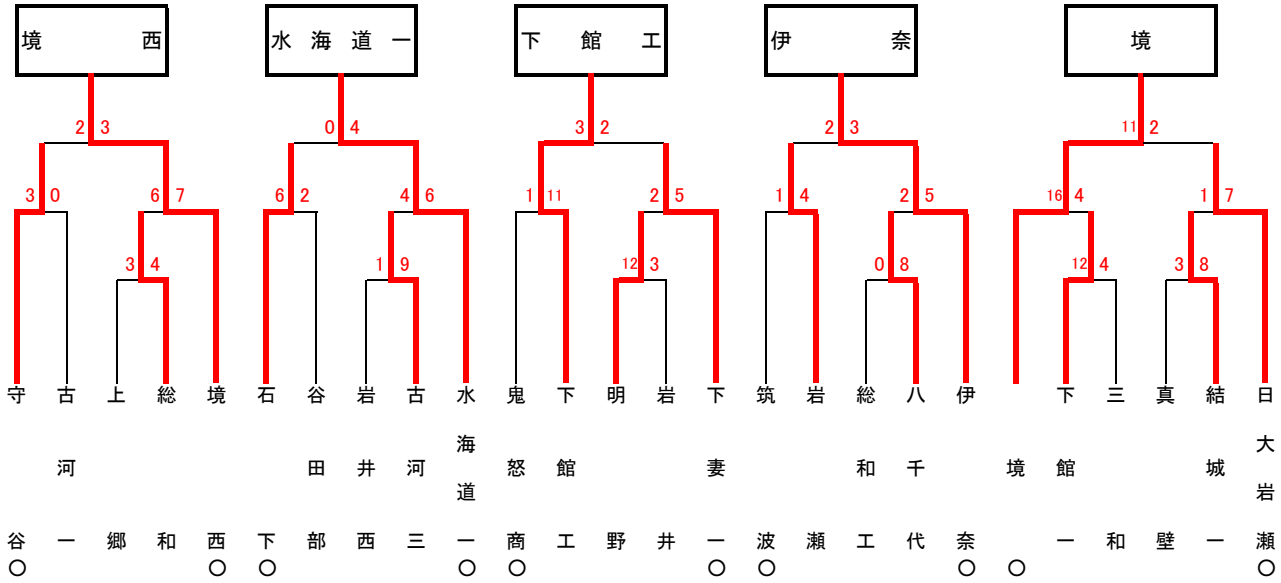 境西
水海道一
下館工
伊奈
境
2 3
0 4
3 2
2 3
11 2
3 0
6 7
6 2
4 6
1 11
2 5
1 4
2 5
16 4
1 7
3 4
1 9
12 3
0 8
12 4
3 8
守谷○
古河一
上郷
総和
境西○
石下○
谷田部
岩井西
古河三
水海道一○
鬼怒商○
下館工
明野
岩井
下妻一○
筑波○
岩瀬
総和工
八千代
伊奈○
境○
下館一
三和
真壁
結城一
日大岩瀬○